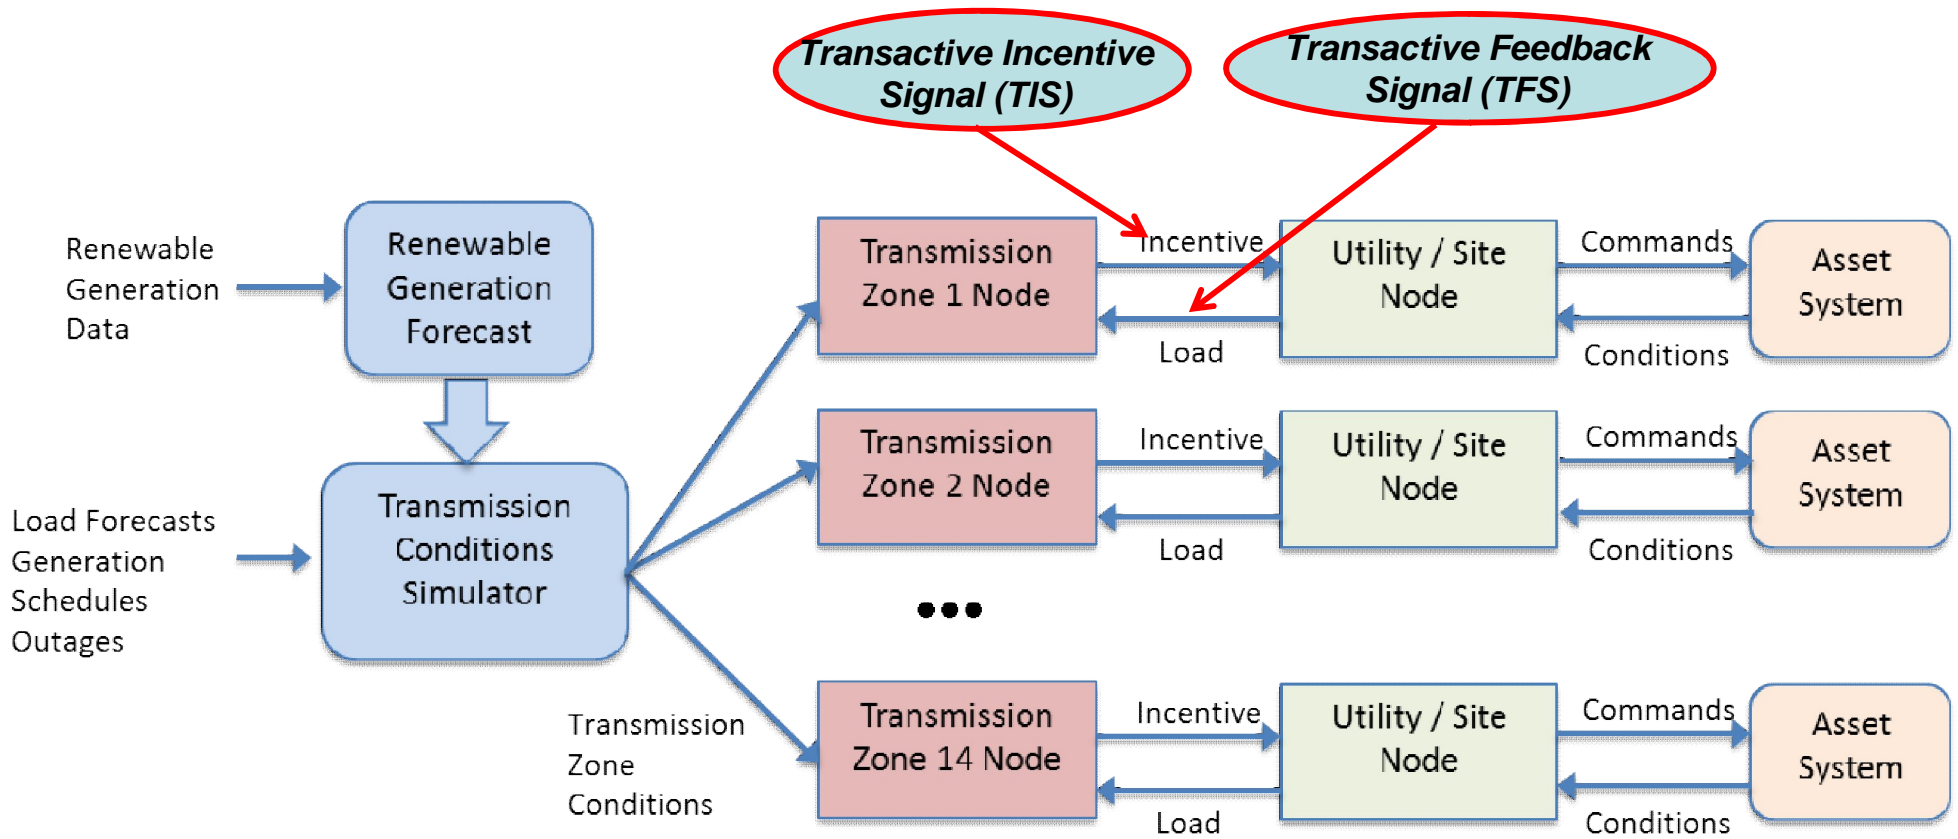 Transactive Incentive
Signal (TIS)
Transactive Feedback
Signal (TFS)
Renewable
Generation
Data
Renewable
Generation
Forecast
Load Forecasts
Generation
Schedules
Outages
Transmission
Conditions
Simulator
Transmission
Zone
Conditions
Transmission
Zone 1 Node
Incentive
Load
Utility / Site
Node
Commands
Conditions
Asset
System
Transmission
Zone 2 Node
Incentive
Load
Utility / Site
Node
Commands
Conditions
Asset
System
•••
Transmission
Zone 14 Node
Incentive
Load
Utility / Site
Node
Commands
Conditions
Asset
System